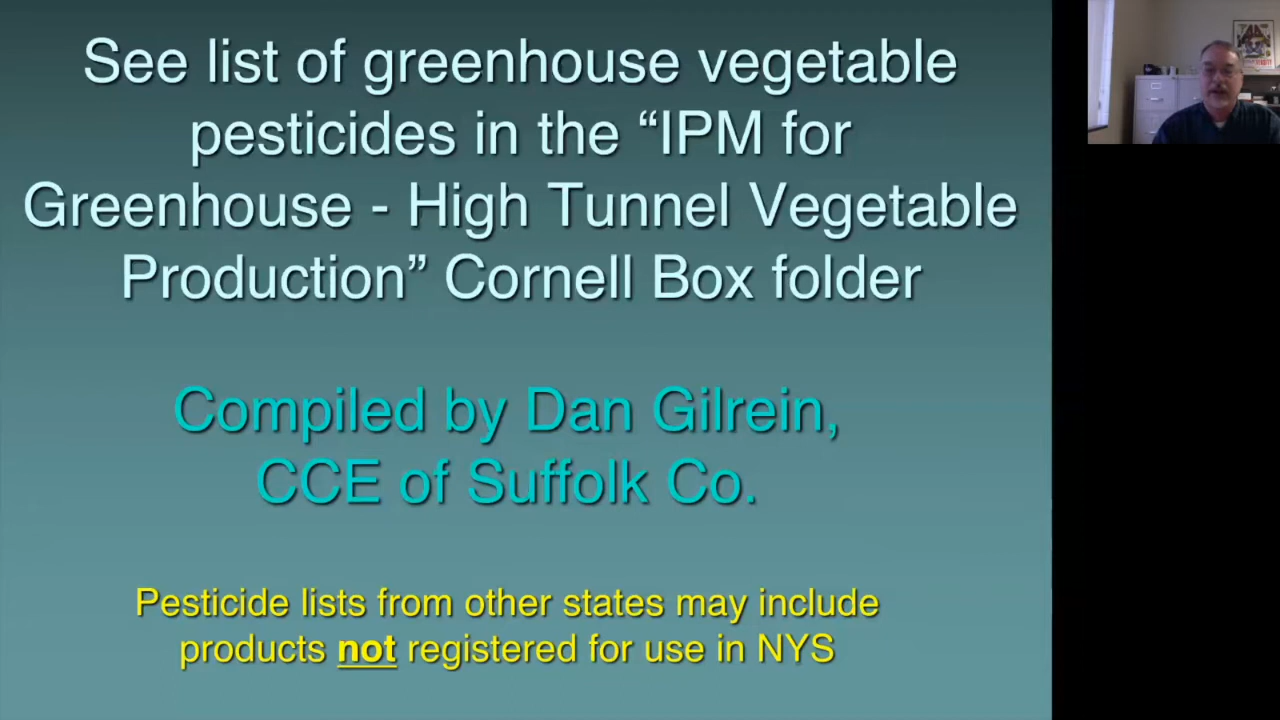 See list of greenhouse vegetable
pesticides in the “IPM for
Greenhouse - High Tunnel Vegetable
Production” Cornell Box folder
Compiled by Dan Gilrein,
CCE of Suffolk Co.
Pesticide lists from other states may include
products not registered for use in NYS